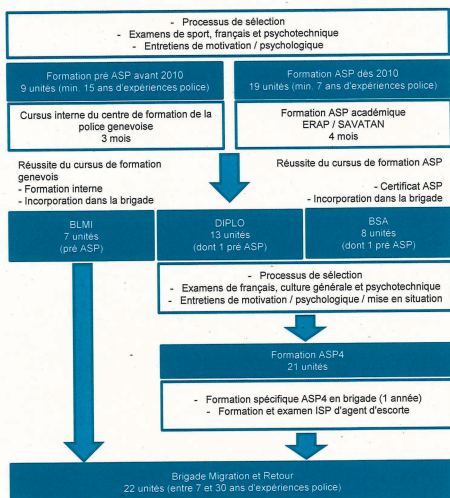 - Processus de sélection
- Examens de sport, français et psychotechnique
- Entretiens de motivation / psychologique
Formation pré ASP avant 2010
9 unités (min. 15 ans d'expériences police)
Formation ASP dès 2010
19 unités (min. 7 ans d'expériences police)
Cursus interne du centre de formation de la
police genevoise
3 mois
Formation ASP académique
ERAP / SAVATAN
4 mois
Réussite du cursus de formation
genevois
- Formation interne
- Incorporation dans la brigade
Réussite du cursus de formation ASP
- Certificat ASP
- Incorporation dans la brigade
BLMI
7 unités
(pré ASP)
DIPLO
13 unités
(dont 1 pré ASP)
BSA
8 unités
(dont 1 pré ASP)
- Processus de sélection
- Examens de français, culture générale et psychotechnique
- Entretiens de motivation / psychologique / mise en situation
Formation ASP4
21 unités
- Formation spécifique ASP4 en brigade (1 année)
- Formation et examen ISP d'agent d'escorte
Brigade Migration et Retour
22 unités (entre 7 et 30 ans d'expériences police)